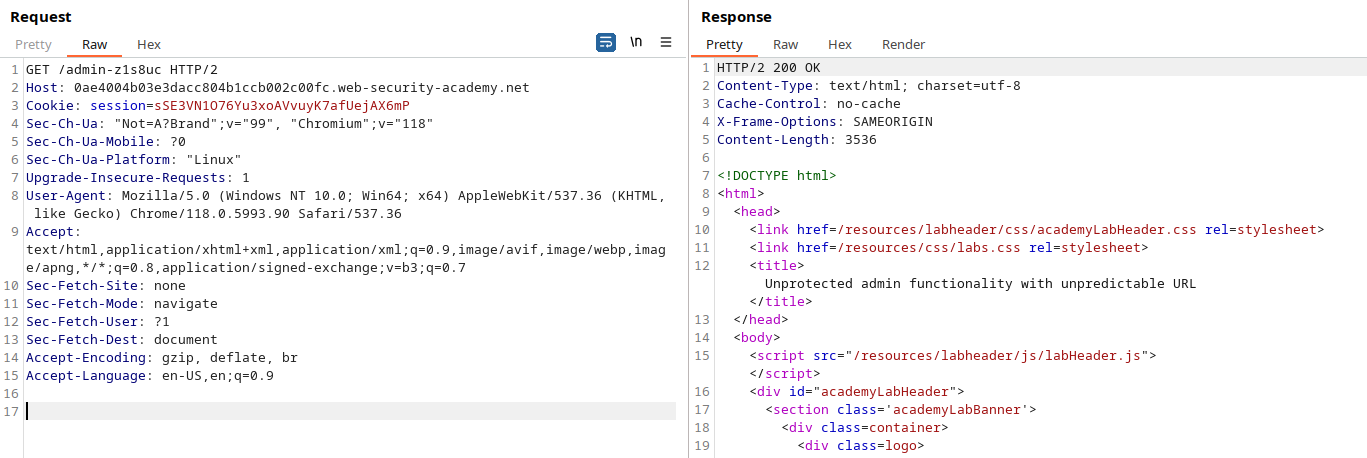 Request
Pretty Raw Hex \n
1 GET /admin-z1s8uc HTTP/2
2 Host: 0ae4004b03e3dacc804b1ccb002c00fc.web-security-academy.net
3 Cookie: session=sSE3VN1O76Yu3xoAVvuyK7afUejAX6mP
4 Sec-Ch-Ua: "Not=A?Brand";v="99", "Chromium";v="118"
5 Sec-Ch-Ua-Mobile: ?0
6 Sec-Ch-Ua-Platform: "Linux"
7 Upgrade-Insecure-Requests: 1
8 User-Agent: Mozilla/5.0 (Windows NT 10.0; Win64; x64) AppleWebKit/537.36 (KHTML,
like Gecko) Chrome/118.0.5993.90 Safari/537.36
9 Accept:
text/html,application/xhtml+xml,application/xml;q=0.9,image/avif,image/webp,imag
e/apng,*/*;q=0.8,application/signed-exchange;v=b3;q=0.7
10 Sec-Fetch-Site: none
11 Sec-Fetch-Mode: navigate
12 Sec-Fetch-User: ?1
13 Sec-Fetch-Dest: document
14 Accept-Encoding: gzip, deflate, br
15 Accept-Language: en-US,en;q=0.9
16
17
Response
Pretty Raw Hex Render
1 HTTP/2 200 OK
2 Content-Type: text/html; charset=utf-8
3 Cache-Control: no-cache
4 X-Frame-Options: SAMEORIGIN
5 Content-Length: 3536
6
7 <!DOCTYPE html>
8 <html>
9 <head>
10 <link href=/resources/labheader/css/academyLabHeader.css rel=stylesheet>
11 <link href=/resources/css/labs.css rel=stylesheet>
12 <title>
Unprotected admin functionality with unpredictable URL
</title>
13 </head>
14 <body>
15 <script src="/resources/labheader/js/labHeader.js">
</script>
16 <div id="academyLabHeader">
17 <section class='academyLabBanner'>
18 <div class=container>
19 <div class=logo>